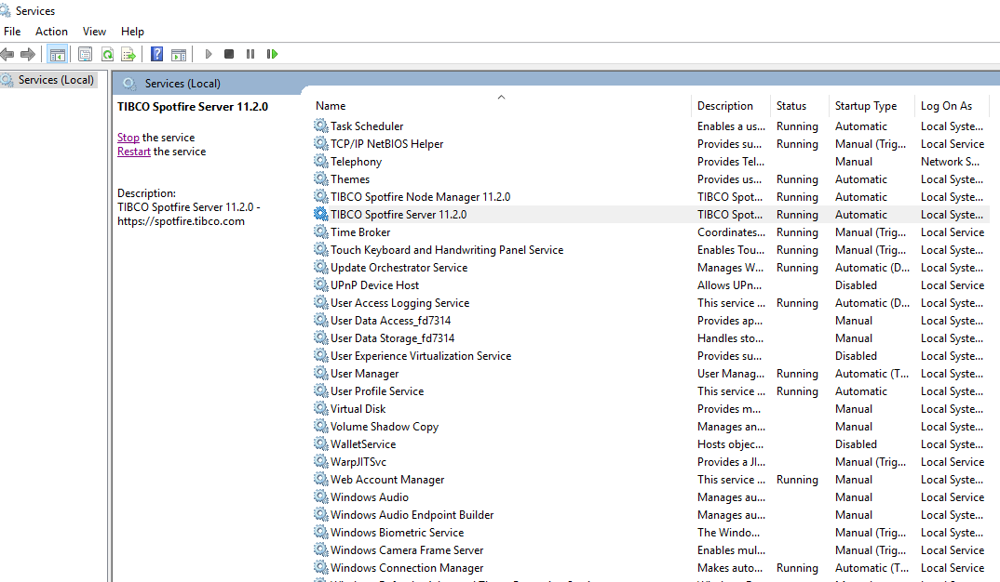 Services
File Action View Help
Services (Local)
Services (Local)
TIBCO Spotfire Server 11.2.0
Stop the service
Restart the service
Description:
TIBCO Spotfire Server 11.2.0 -
https://spotfire.tibco.com
Name Description Status Startup Type Log On As
Task Scheduler Enables a us... Running Automatic Local Syste...
TCP/IP NetBIOS Helper Provides su... Running Manual (Trig... Local Service
Telephony Provides Tel... Manual Network S...
Themes Provides us... Running Automatic Local Syste...
TIBCO Spotfire Node Manager 11.2.0 TIBCO Spot... Running Automatic Local Syste...
TIBCO Spotfire Server 11.2.0 TIBCO Spot... Running Automatic Local Syste...
Time Broker Coordinates... Running Manual (Trig... Local Service
Touch Keyboard and Handwriting Panel Service Enables Tou... Running Manual (Trig... Local Syste...
Update Orchestrator Service Manages W... Running Automatic (D... Local Syste...
UPnP Device Host Allows UPn... Disabled Local Service
User Access Logging Service This service ... Running Automatic (D... Local Syste...
User Data Access_fd7314 Provides ap... Manual Local Syste...
User Data Storage_fd7314 Handles sto... Manual Local Syste...
User Experience Virtualization Service Provides su... Disabled Local Syste...
User Manager User Manag... Running Automatic (T... Local Syste...
User Profile Service This service ... Running Automatic Local Syste...
Virtual Disk Provides m... Manual Local Syste...
Volume Shadow Copy Manages an... Manual Local Syste...
WalletService Hosts objec... Disabled Local Syste...
WarpJITSvc Provides a JI... Manual (Trig... Local Service
Web Account Manager This service ... Running Manual Local Syste...
Windows Audio Manages au... Manual Local Service
Windows Audio Endpoint Builder Manages au... Manual Local Syste...
Windows Biometric Service The Windo... Manual (Trig... Local Syste...
Windows Camera Frame Server Enables mul... Manual (Trig... Local Service
Windows Connection Manager Makes auto... Running Automatic (T... Local Service